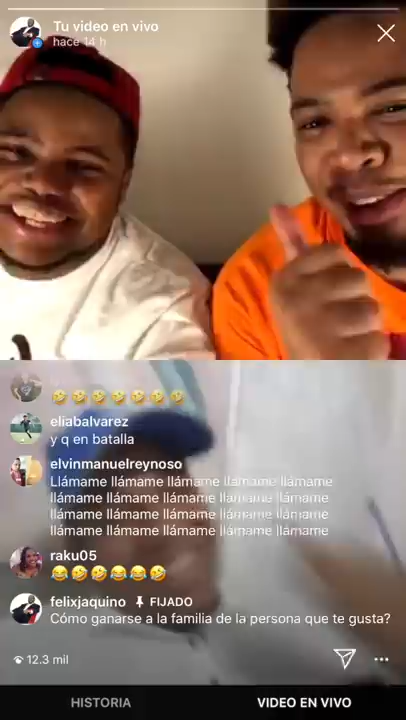 Tu video en vivo
hace 14 h
🤣🤣🤣🤣🤣🤣🤣
eliabalvarez
y q en batalla
elvinmanuelreynoso
Llámame llámame llámame llámame llámame
llámame llámame llámame llámame llámame
llámame llámame llámame llámame llámame
llámame llámame llámame llámame llámame
raku05
😂🤣🤣😂😂🤣
felixjaquino FIJADO
Cómo ganarse a la familia de la persona que te gusta?
12.3 mil
HISTORIA
VIDEO EN VIVO